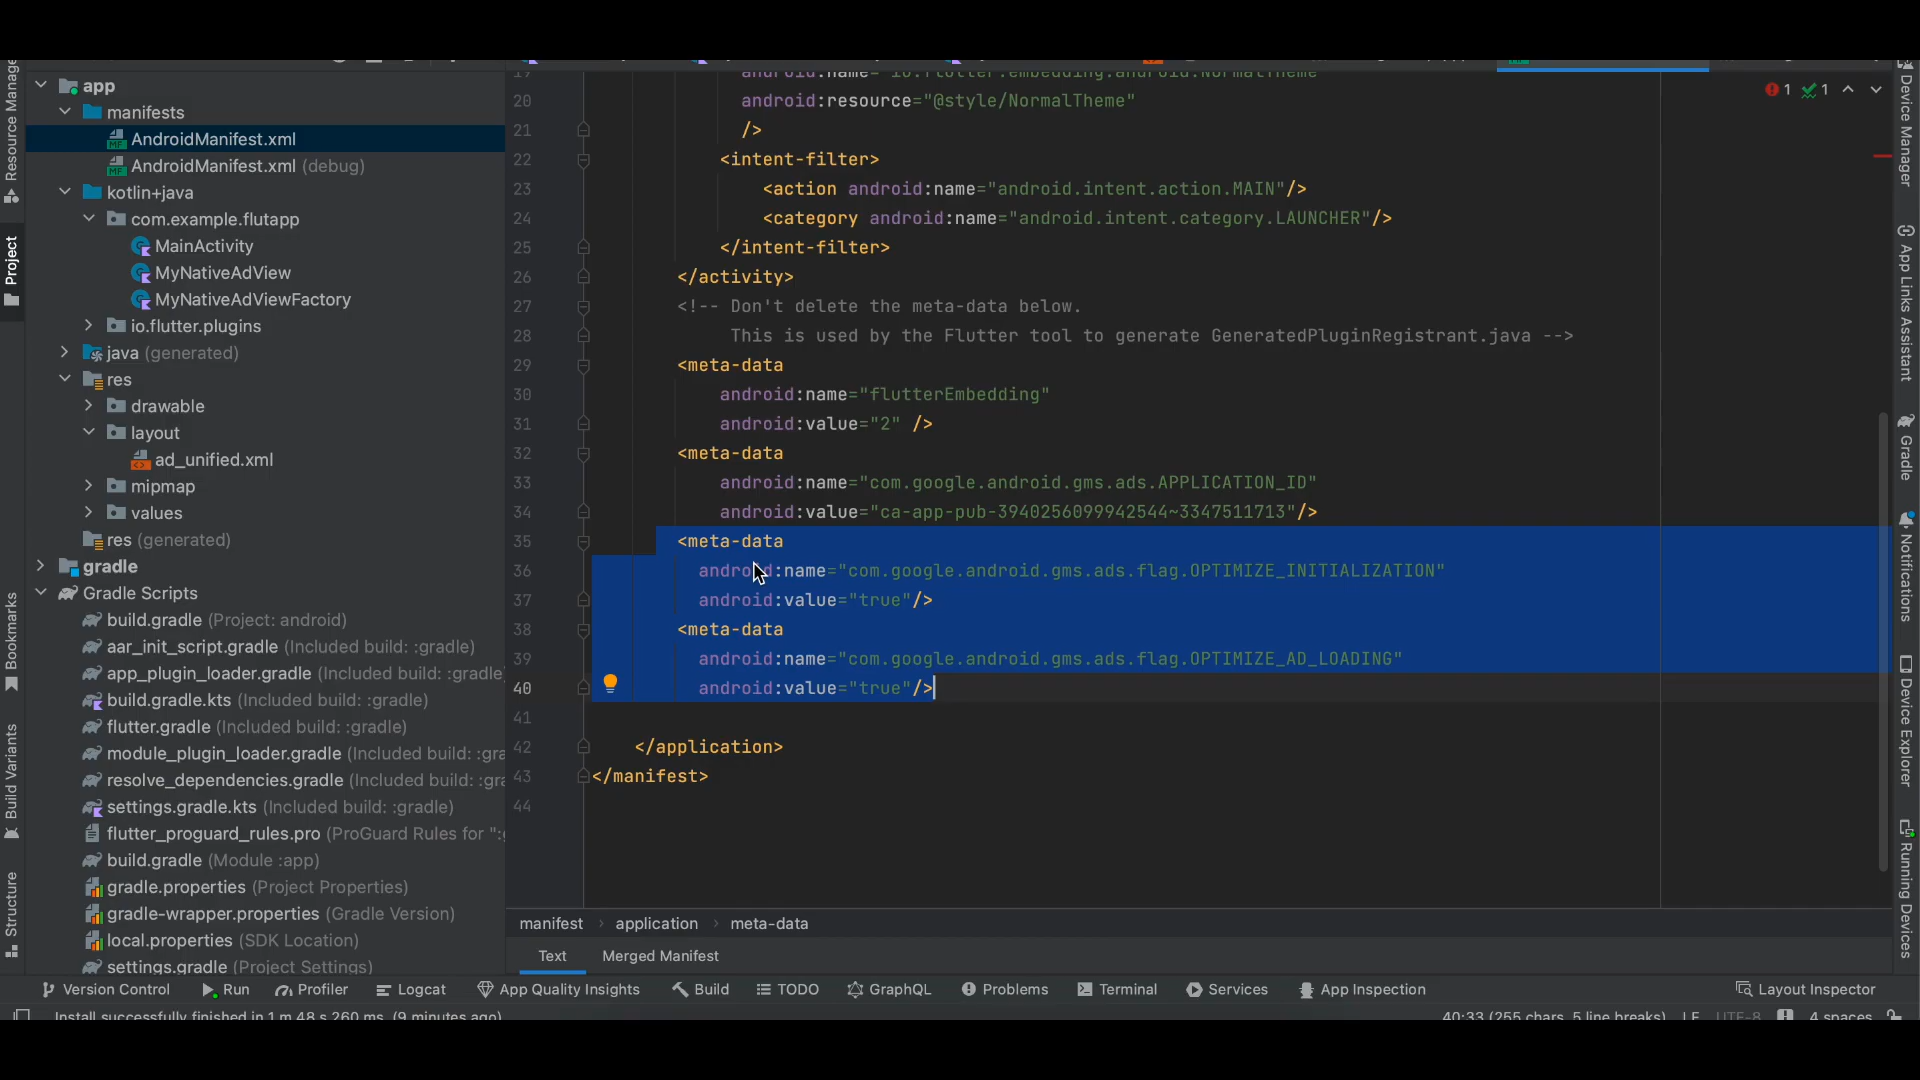 Resource Manage
Project
Bookmarks
Build Variants
Structure
app
manifests
AndroidManifest.xml
AndroidManifest.xml (debug)
kotlin+java
com.example.flutapp
MainActivity
MyNativeAdView
MyNativeAdViewFactory
io.flutter.plugins
java (generated)
res
drawable
layout
ad_unified.xml
mipmap
values
res (generated)
gradle
Gradle Scripts
build.gradle (Project: android)
aar_init_script.gradle (Included build: :gradle)
app_plugin_loader.gradle (Included build: :gradle
build.gradle.kts (Included build: :gradle)
flutter.gradle (Included build: :gradle)
module_plugin_loader.gradle (Included build: :gra
resolve_dependencies.gradle (Included build: :gra
settings.gradle.kts (Included build: :gradle)
flutter_proguard_rules.pro (ProGuard Rules for ":
build.gradle (Module :app)
gradle.properties (Project Properties)
gradle-wrapper.properties (Gradle Version)
local.properties (SDK Location)
settings.gradle (Project Settings)
19 android:name="io.flutter.embedding.android.NormalTheme"
20 android:resource="@style/NormalTheme"
21 />
22 <intent-filter>
23 <action android:name="android.intent.action.MAIN"/>
24 <category android:name="android.intent.category.LAUNCHER"/>
25 </intent-filter>
26 </activity>
27 <!-- Don't delete the meta-data below.
28 This is used by the Flutter tool to generate GeneratedPluginRegistrant.java -->
29 <meta-data
30 android:name="flutterEmbedding"
31 android:value="2" />
32 <meta-data
33 android:name="com.google.android.gms.ads.APPLICATION_ID"
34 android:value="ca-app-pub-3940256099942544~3347511713"/>
35 <meta-data
36 android:name="com.google.android.gms.ads.flag.OPTIMIZE_INITIALIZATION"
37 android:value="true"/>
38 <meta-data
39 android:name="com.google.android.gms.ads.flag.OPTIMIZE_AD_LOADING"
40 android:value="true"/>
41
42 </application>
43 </manifest>
44
1 1
manifest > application > meta-data
Text Merged Manifest
Device Manager
App Links Assistant
Gradle
Notifications
Device Explorer
Running Devices
Version Control Run Profiler Logcat App Quality Insights Build TODO GraphQL Problems Terminal Services App Inspection Layout Inspector
Install successfully finished in 1 m 48 s 260 ms. (9 minutes ago) 40:33 (255 chars, 5 line breaks) LF UTF-8 4 spaces